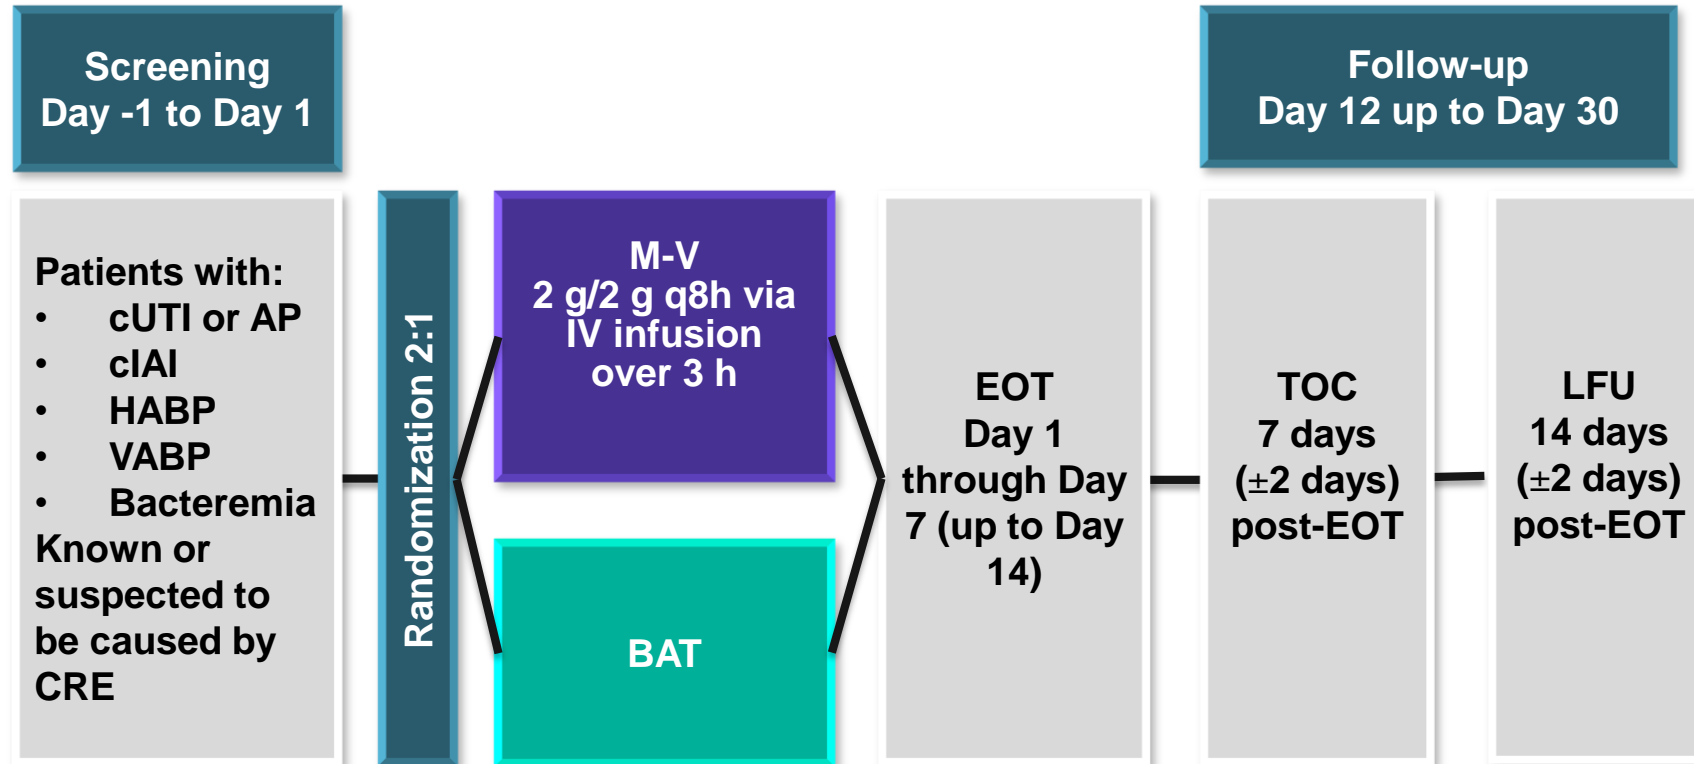 Screening
Day -1 to Day 1
Follow-up
Day 12 up to Day 30
Patients with:
• cUTI or AP
• cIAI
• HABP
• VABP
• Bacteremia
Known or
suspected to
be caused by
CRE
Randomization 2:1
M-V
2 g/2 g q8h via
IV infusion
over 3 h
BAT
EOT
Day 1
through Day
7 (up to Day
14)
TOC
7 days
(±2 days)
post-EOT
LFU
14 days
(±2 days)
post-EOT